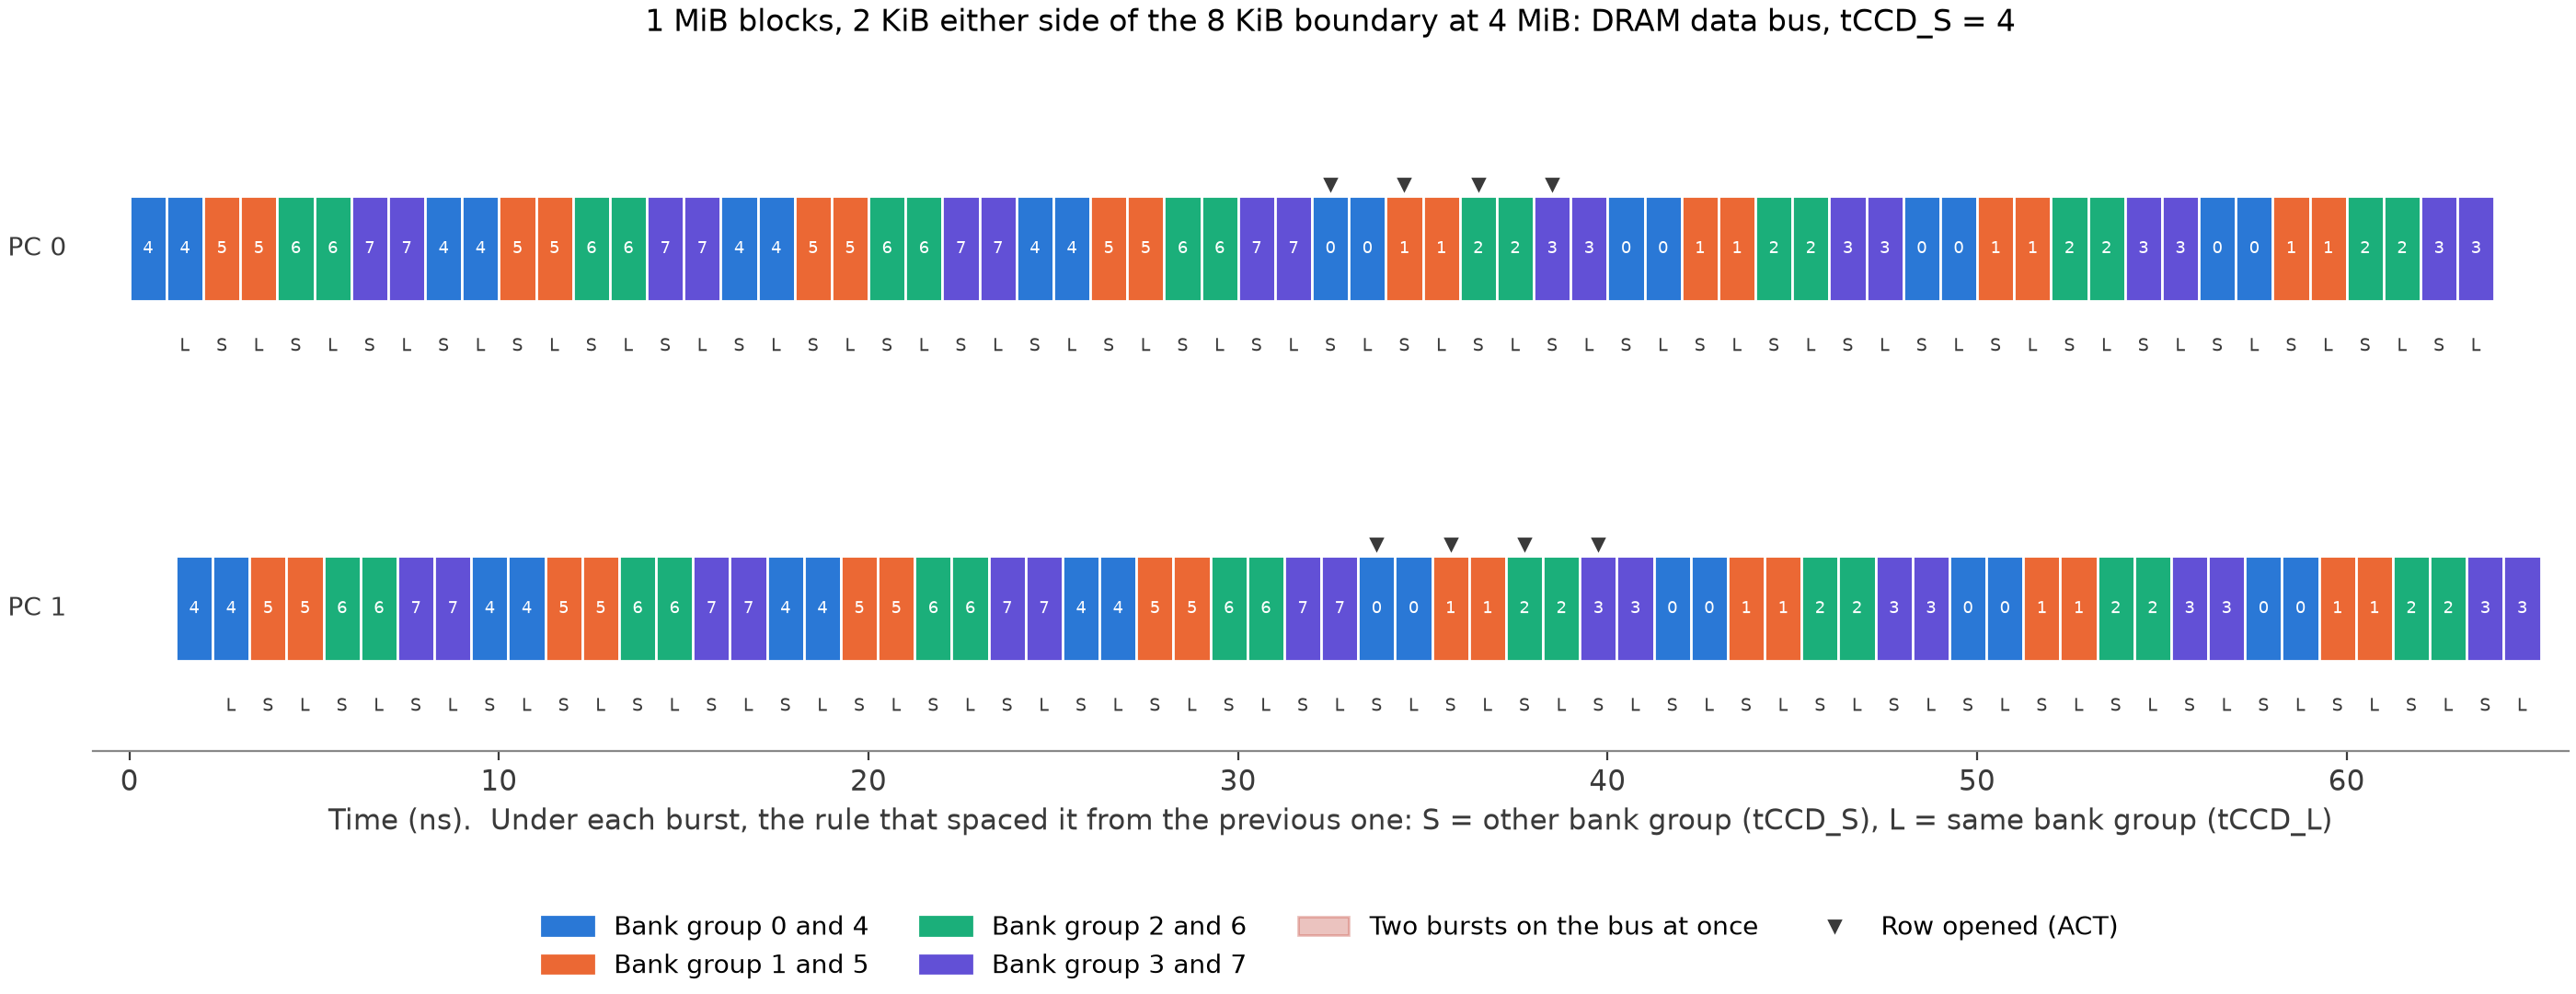 1 MiB blocks, 2 KiB either side of the 8 KiB boundary at 4 MiB: DRAM data bus, tCCD_S = 4
PC 0
4 4 5 5 6 6 7 7 4 4 5 5 6 6 7 7 4 4 5 5 6 6 7 7 4 4 5 5 6 6 7 7 0 0 1 1 2 2 3 3 0 0 1 1 2 2 3 3 0 0 1 1 2 2 3 3 0 0 1 1 2 2 3 3
L S L S L S L S L S L S L S L S L S L S L S L S L S L S L S L S L S L S L S L S L S L S L S L S L S L S L S L S L S L S L S L S L
PC 1
4 4 5 5 6 6 7 7 4 4 5 5 6 6 7 7 4 4 5 5 6 6 7 7 4 4 5 5 6 6 7 7 0 0 1 1 2 2 3 3 0 0 1 1 2 2 3 3 0 0 1 1 2 2 3 3 0 0 1 1 2 2 3 3
L S L S L S L S L S L S L S L S L S L S L S L S L S L S L S L S L S L S L S L S L S L S L S L S L S L S L S L S L S L S L S L S L
0 10 20 30 40 50 60
Time (ns).  Under each burst, the rule that spaced it from the previous one: S = other bank group (tCCD_S), L = same bank group (tCCD_L)
Bank group 0 and 4
Bank group 1 and 5
Bank group 2 and 6
Bank group 3 and 7
Two bursts on the bus at once
Row opened (ACT)